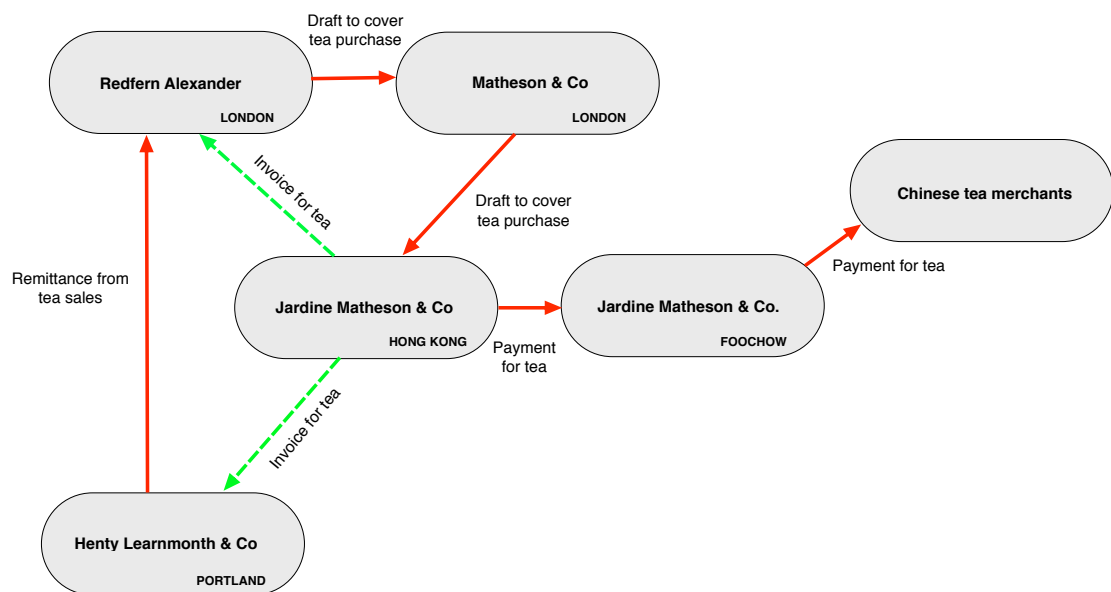 Draft to cover
tea purchase
Redfern Alexander
LONDON
Matheson & Co
LONDON
Invoice for tea
Draft to cover
tea purchase
Chinese tea merchants
Payment for tea
Remittance from
tea sales
Jardine Matheson & Co
HONG KONG
Payment
for tea
Jardine Matheson & Co.
FOOCHOW
Invoice for tea
Henty Learnmonth & Co
PORTLAND